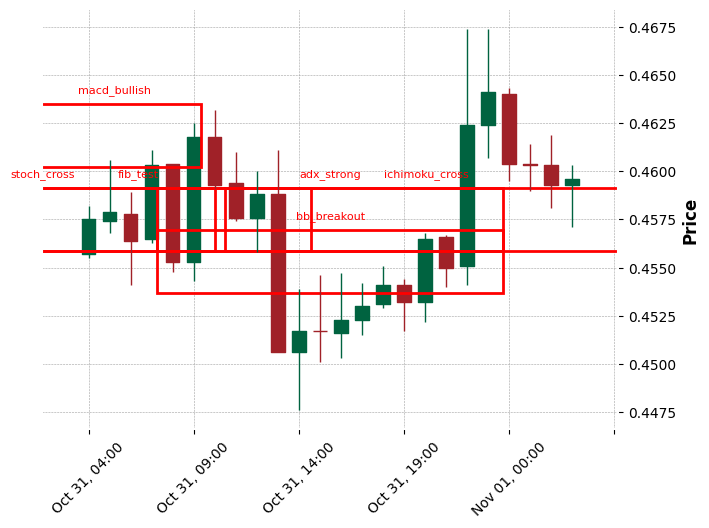 0.4675
0.4650
0.4625
0.4600
0.4575
0.4550
0.4525
0.4500
0.4475
Price
macd_bullish
stoch_cross
fib_test
adx_strong
ichimoku_cross
bb_breakout
Oct 31, 04:00
Oct 31, 09:00
Oct 31, 14:00
Oct 31, 19:00
Nov 01, 00:00